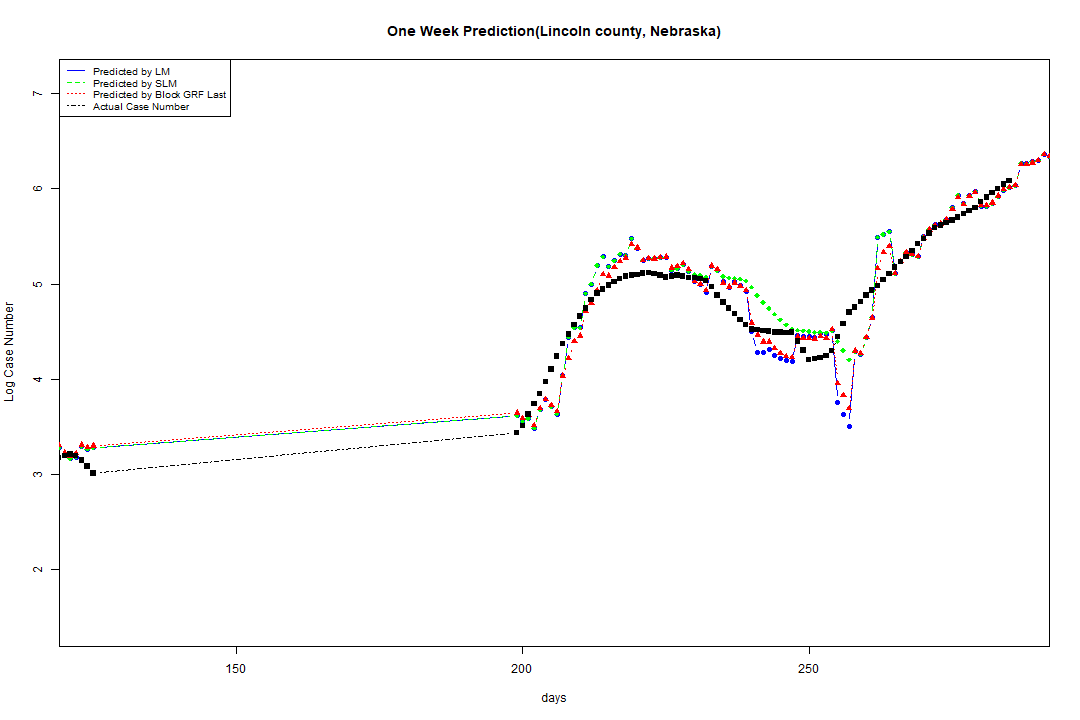 One Week Prediction(Lincoln county, Nebraska)
Predicted by LM
Predicted by SLM
Predicted by Block GRF Last
Actual Case Number
7
6
5
4
3
2
Log Case Number
150
200
250
days